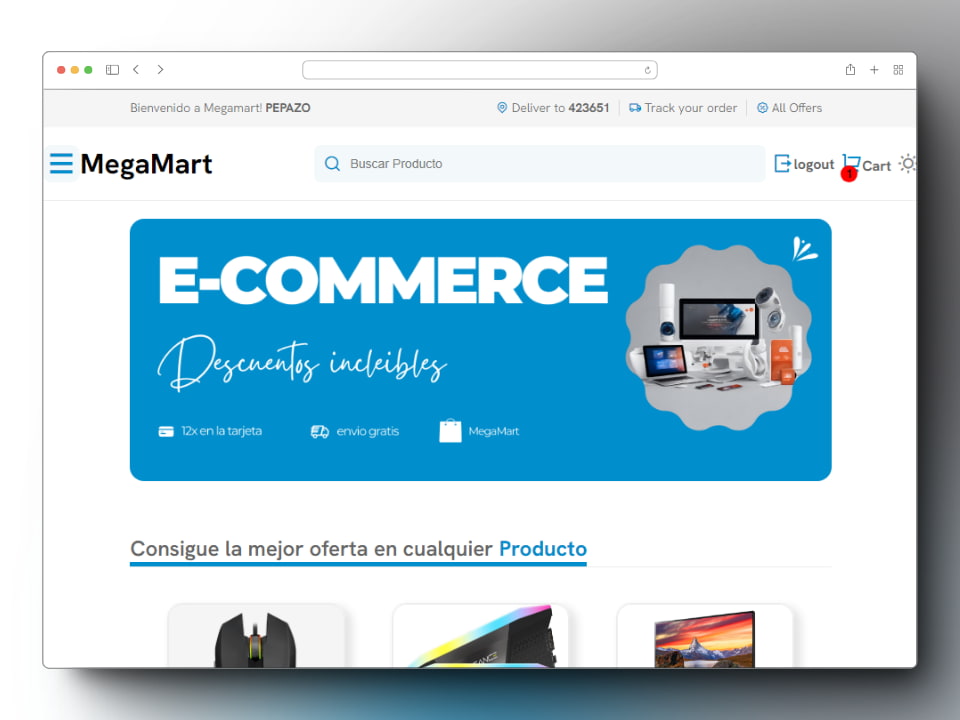 Bienvenido a Megamart! PEPAZO
Deliver to 423651
Track your order
All Offers
MegaMart
Buscar Producto
logout
1
Cart
E-COMMERCE
Descuentos incleibles
12x en la tarjeta
envio gratis
MegaMart
Consigue la mejor oferta en cualquier Producto